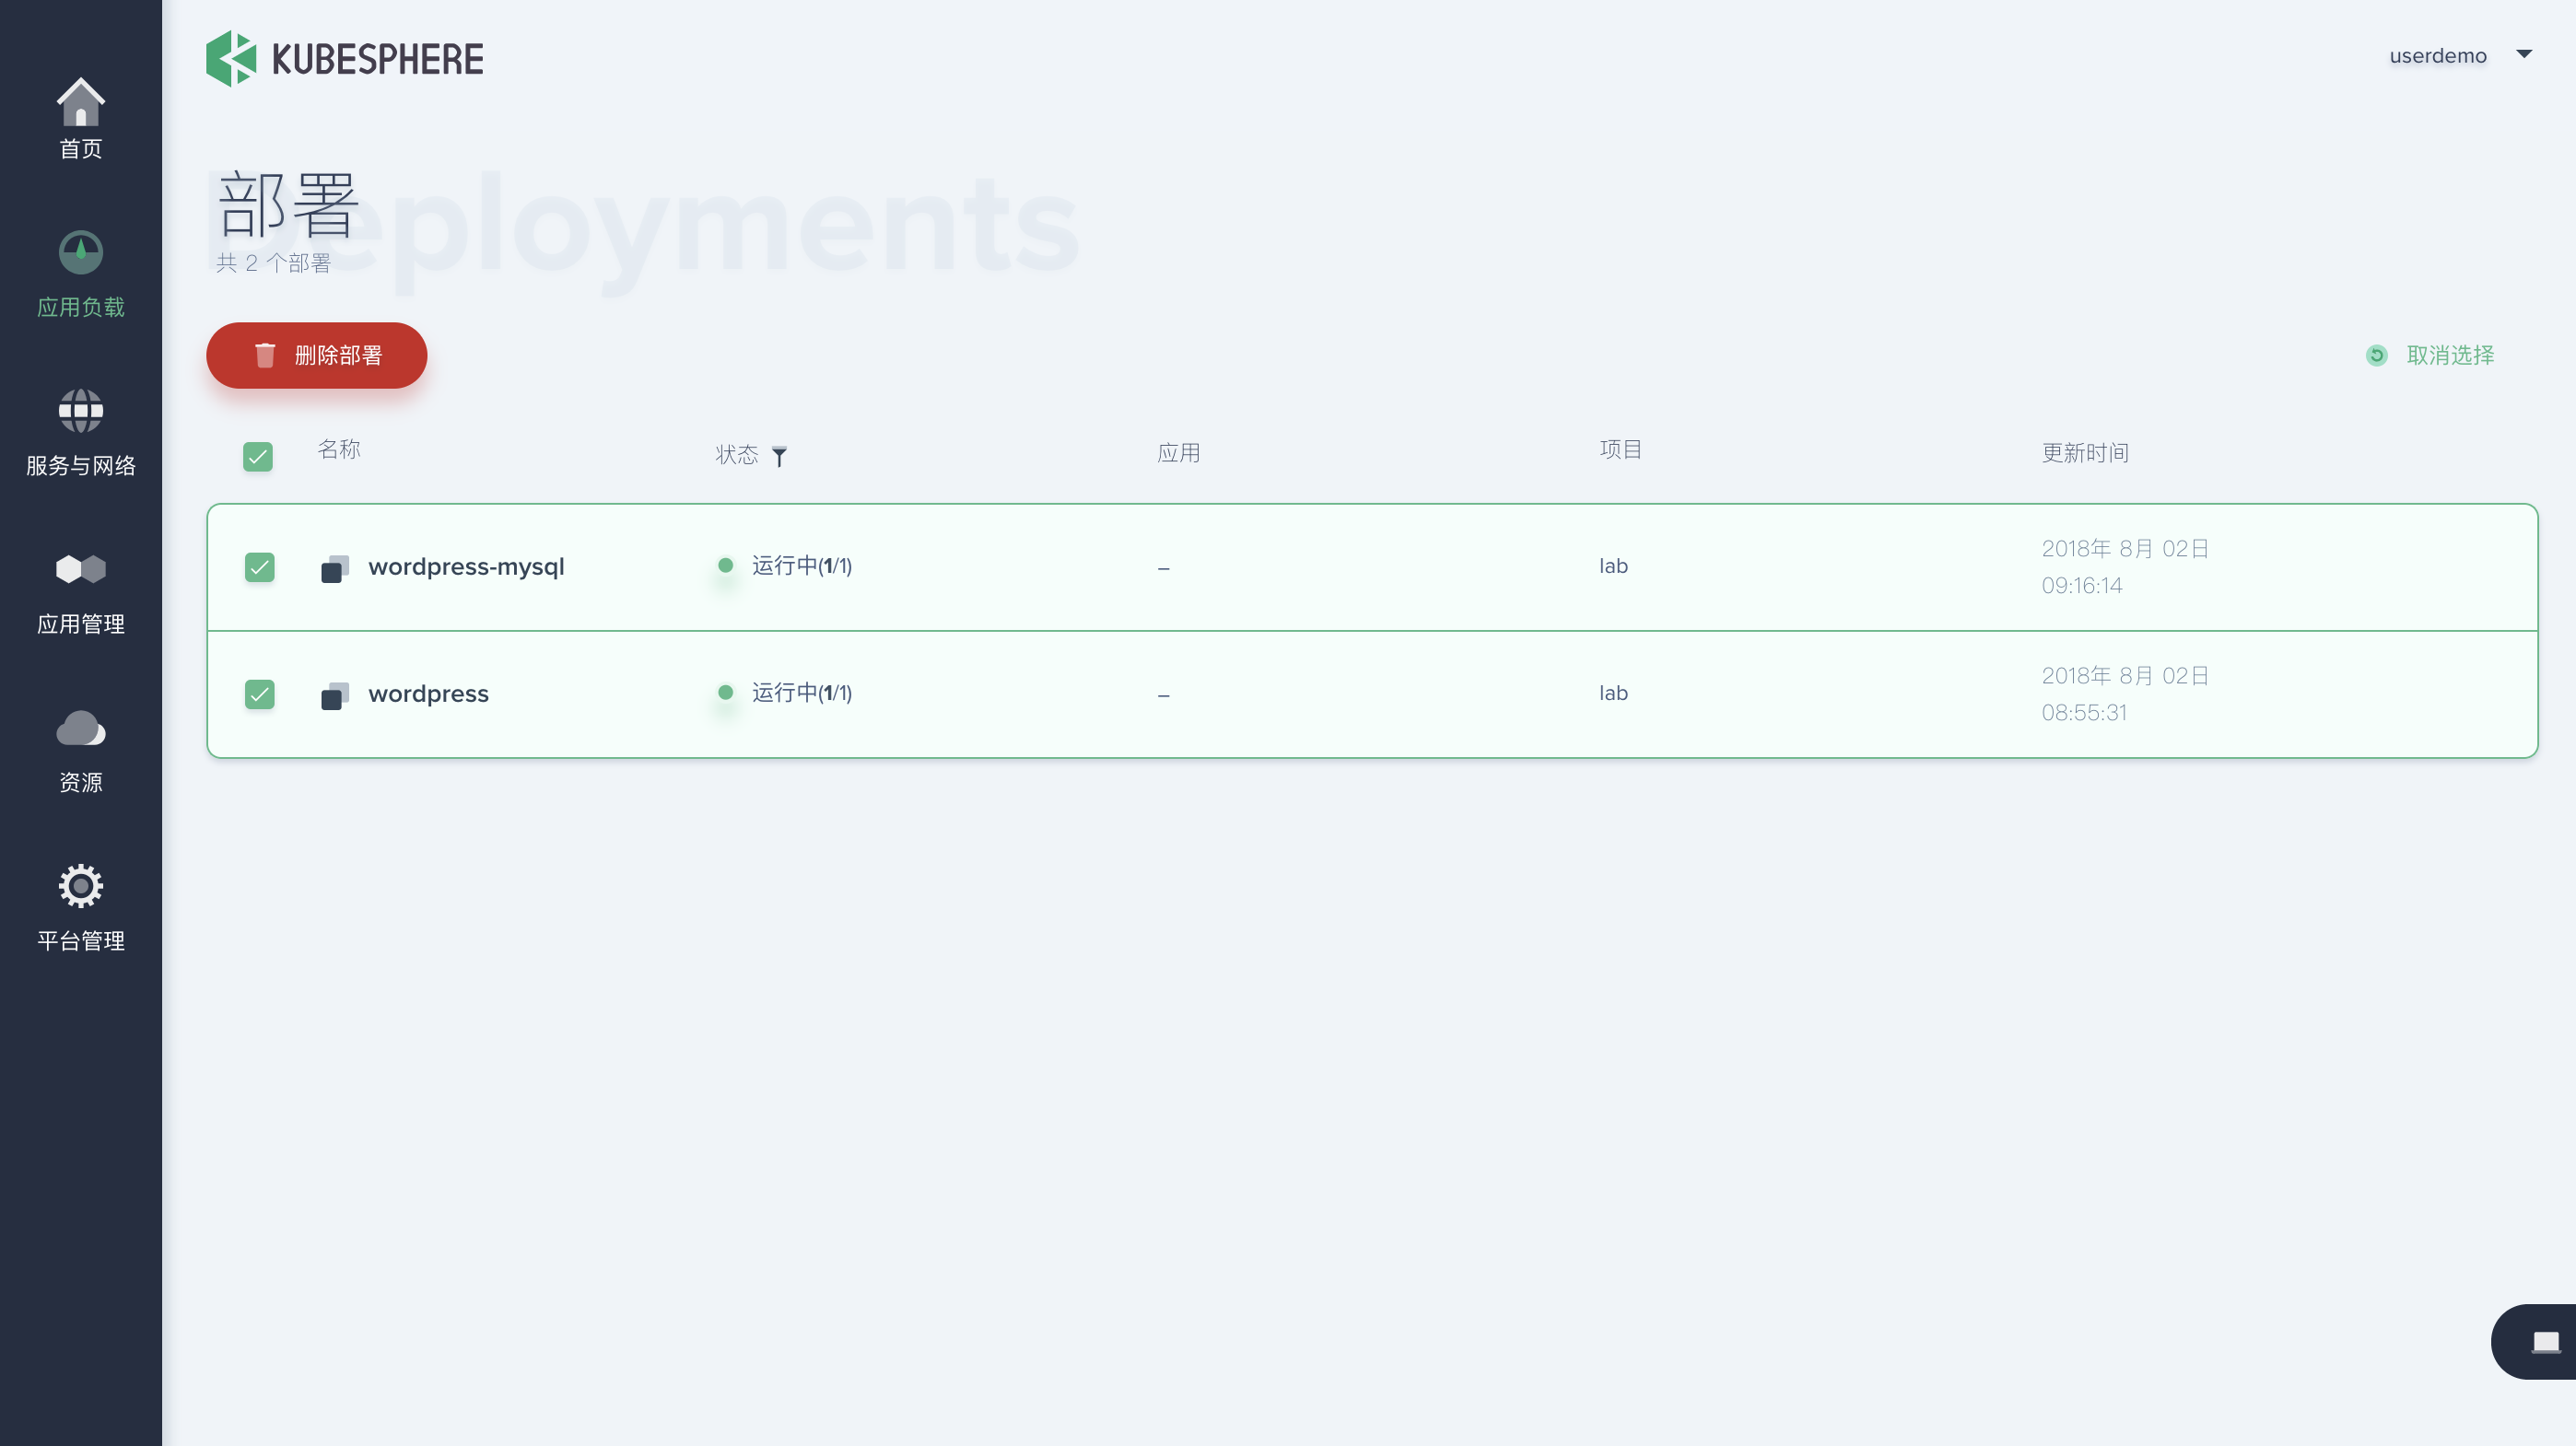 KUBESPHERE
userdemo
首页
应用负载
服务与网络
应用管理
资源
平台管理
Deployments
部署
共 2 个部署
删除部署
取消选择
名称 状态 应用 项目 更新时间
wordpress-mysql 运行中(1/1) – lab 2018年 8月 02日
09:16:14
wordpress 运行中(1/1) – lab 2018年 8月 02日
08:55:31